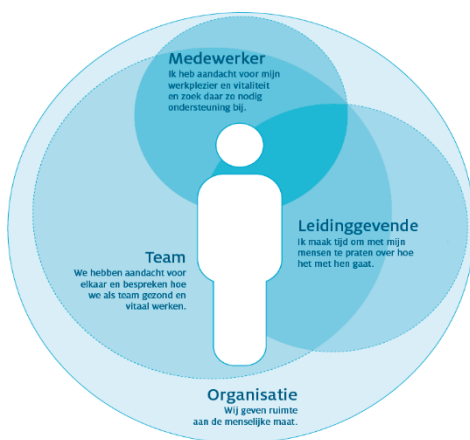 Medewerker
Ik heb aandacht voor mijn
werkplezier en vitaliteit
en zoek daar zo nodig
ondersteuning bij.
Leidinggevende
Ik maak tijd om met mijn
mensen te praten over hoe
het met hen gaat.
Team
We hebben aandacht voor
elkaar en bespreken hoe
we als team gezond en
vitaal werken.
Organisatie
Wij geven ruimte
aan de menselijke maat.